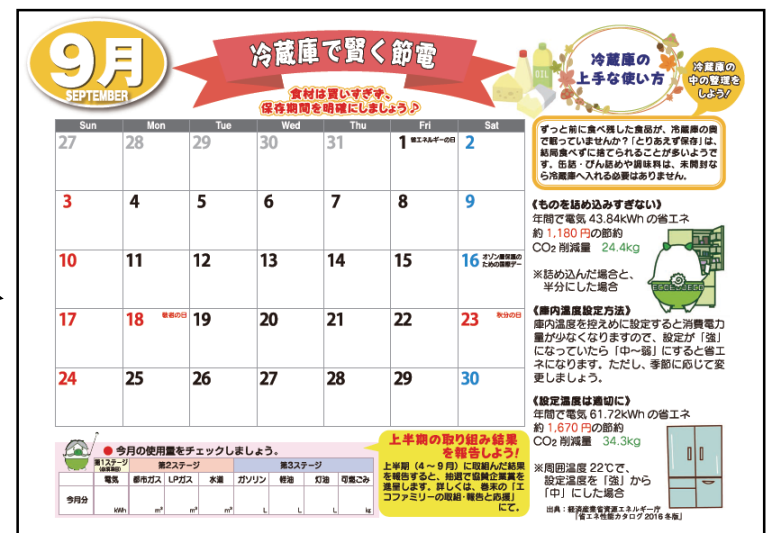 9月
SEPTEMBER
冷蔵庫で賢く節電
食材は買いすぎず、
保存期間を明確にしましょう♪
OIL
冷蔵庫の
上手な使い方
冷蔵庫の
中の整理を
しよう!
Sun Mon Tue Wed Thu Fri Sat
27 28 29 30 31 1 省エネルギーの日 2
3 4 5 6 7 8 9
10 11 12 13 14 15 16 オゾン層保護の
ための国際デー
17 18 敬老の日 19 20 21 22 23 秋分の日
24 25 26 27 28 29 30
ずっと前に食べ残した食品が、冷蔵庫の奥
で眠っていませんか?「とりあえず保存」は、
結局食べずに捨てられることが多いようで
す。缶詰・びん詰めや調味料は、未開封な
ら冷蔵庫へ入れる必要はありません。
《ものを詰め込みすぎない》
年間で電気 43.84kWh の省エネ
約 1,180 円の節約
CO2 削減量 24.4kg
※詰め込んだ場合と、
半分にした場合
《庫内温度設定方法》
庫内温度を控えめに設定すると消費電力
量が少なくなりますので、設定が「強」
になっていたら「中〜弱」にすると省エ
ネになります。ただし、季節に応じて変
更しましょう。
《設定温度は適切に》
年間で電気 61.72kWh の省エネ
約 1,670 円の節約
CO2 削減量 34.3kg
※周囲温度 22℃で、
設定温度を「強」から
「中」にした場合
出典:経済産業省資源エネルギー庁
「省エネ性能カタログ 2016 冬版」
● 今月の使用量をチェックしましょう。
第1ステージ 第2ステージ 第3ステージ
電気 都市ガス LPガス 水道 ガソリン 軽油 灯油 可燃ごみ
今月分 kWh m³ m³ m³ L L L kg
上半期の取り組み結果
を報告しよう!
上半期(4〜9月)に取組んだ結果
を報告すると、抽選で協賛企業賞を
進呈します。詳しくは、巻末の「エ
コファミリーの取組・報告と応援」
にて。